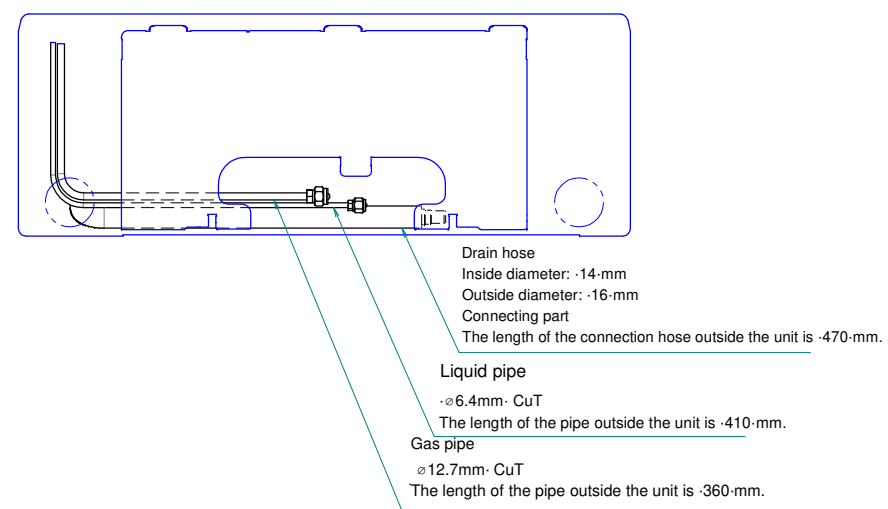 Drain hose
Inside diameter: ·14·mm
Outside diameter: ·16·mm
Connecting part
The length of the connection hose outside the unit is ·470·mm.
Liquid pipe
·⌀6.4mm· CuT
The length of the pipe outside the unit is ·410·mm.
Gas pipe
⌀12.7mm· CuT
The length of the pipe outside the unit is ·360·mm.